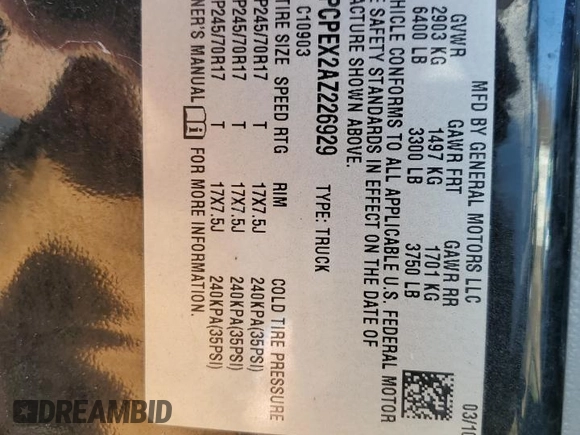 MFD BY GENERAL MOTORS LLC 03/10
GVWR GAWR FRT GAWR RR
2903 KG 1497 KG 1701 KG
6400 LB 3300 LB 3750 LB
HICLE CONFORMS TO ALL APPLICABLE U.S. FEDERAL MOTOR
E SAFETY STANDARDS IN EFFECT ON THE DATE OF
ACTURE SHOWN ABOVE.
PCPEX2AZ226929 TYPE: TRUCK
C10903
TIRE SIZE SPEED RTG RIM COLD TIRE PRESSURE
P245/70R17 T 17X7.5J 240KPA(35PSI)
P245/70R17 T 17X7.5J 240KPA(35PSI)
P245/70R17 T 17X7.5J 240KPA(35PSI)
NER'S MANUAL FOR MORE INFORMATION.
DREAMBID